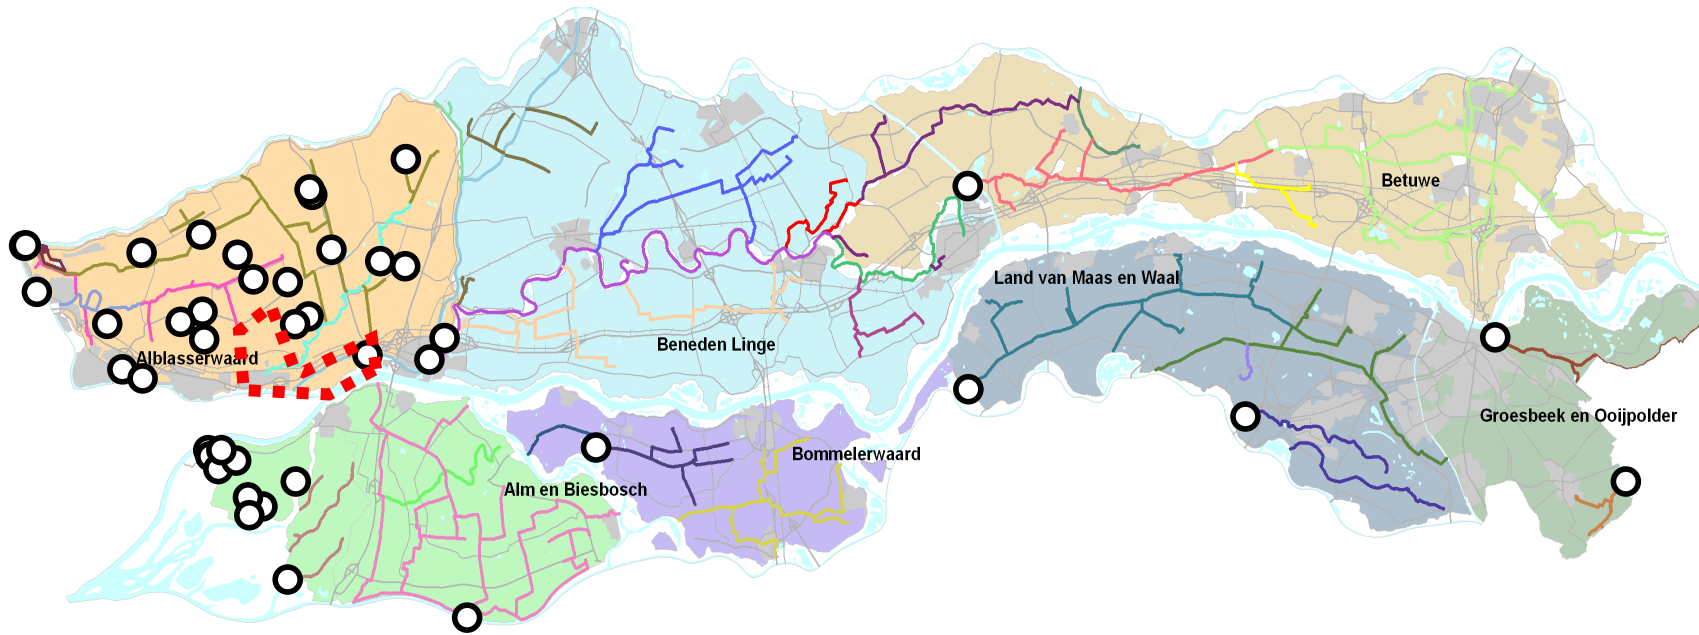 Betuwe
Land van Maas en Waal
Beneden Linge
Alblasserwaard
Groesbeek en Ooijpolder
Bommelerwaard
Alm en Biesbosch